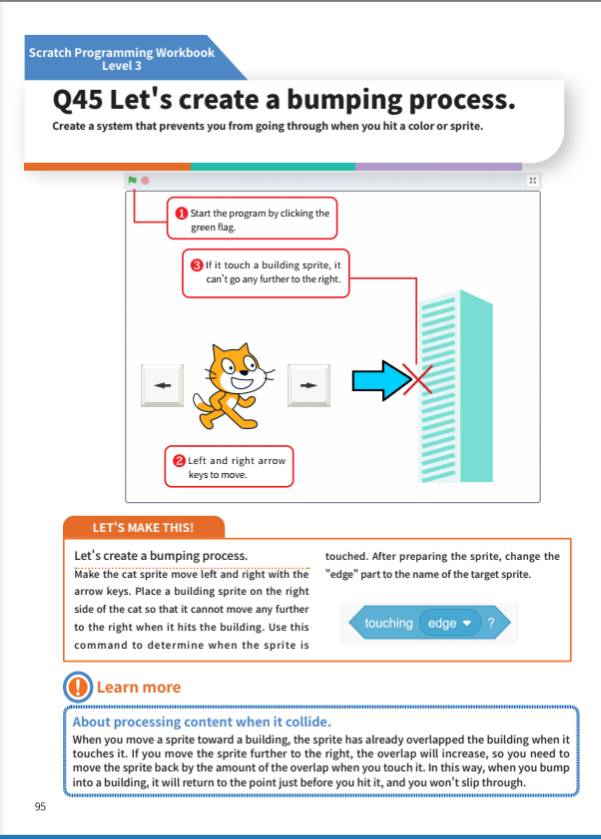 Scratch Programming Workbook
Level 3
Q45 Let's create a bumping process.
Create a system that prevents you from going through when you hit a color or sprite.
1 Start the program by clicking the
green flag.
3 If it touch a building sprite, it
can't go any further to the right.
2 Left and right arrow
keys to move.
LET'S MAKE THIS!
Let's create a bumping process.
Make the cat sprite move left and right with the
arrow keys. Place a building sprite on the right
side of the cat so that it cannot move any further
to the right when it hits the building. Use this
command to determine when the sprite is
touched. After preparing the sprite, change the
"edge" part to the name of the target sprite.
touching edge ?
Learn more
About processing content when it collide.
When you move a sprite toward a building, the sprite has already overlapped the building when it
touches it. If you move the sprite further to the right, the overlap will increase, so you need to
move the sprite back by the amount of the overlap when you touch it. In this way, when you bump
into a building, it will return to the point just before you hit it, and you won't slip through.
95